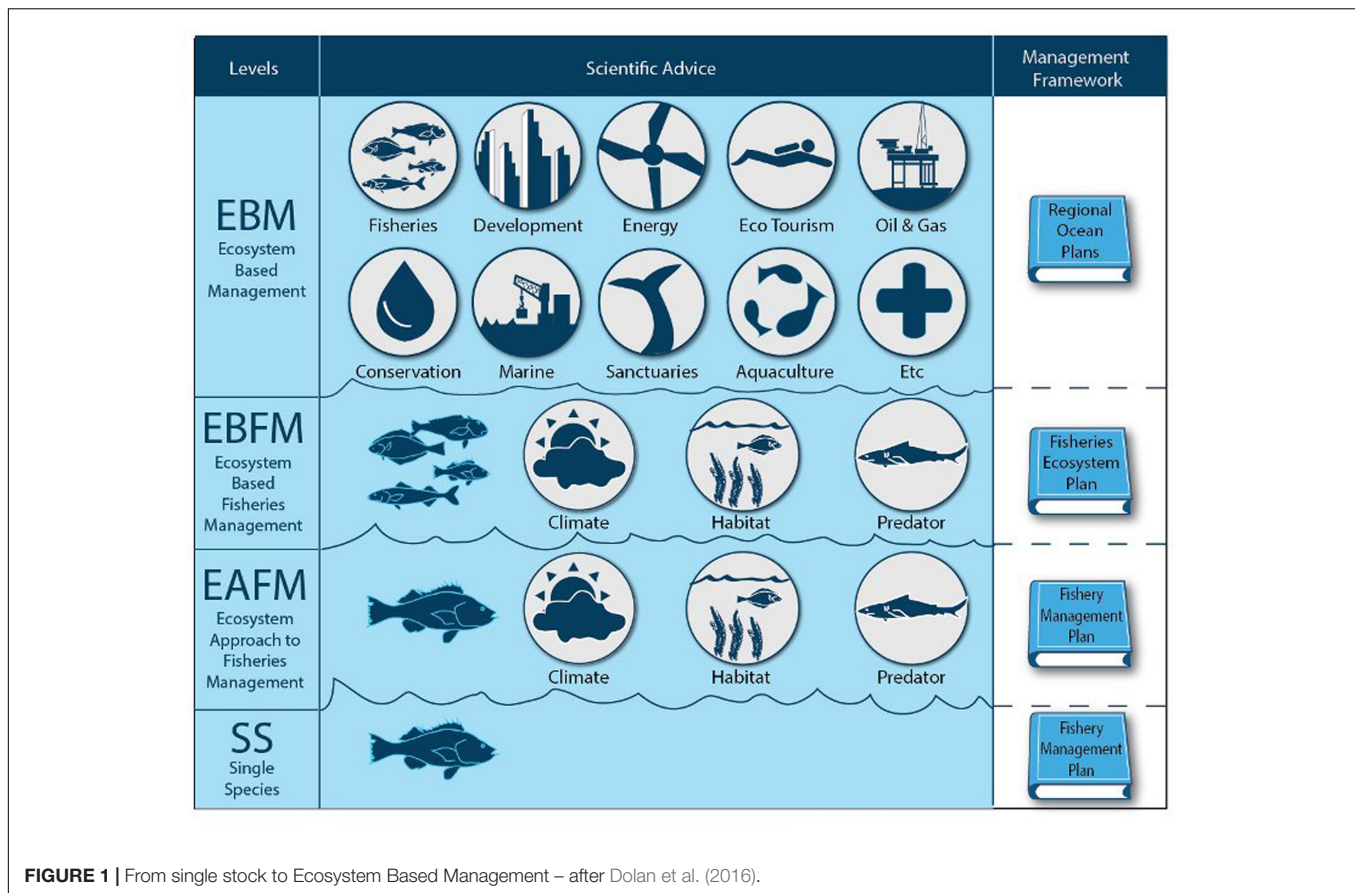 Levels
Scientific Advice
Management
Framework
EBM
Ecosystem
Based
Management
Fisheries
Development
Energy
Eco Tourism
Oil & Gas
Conservation
Marine
Sanctuaries
Aquaculture
Etc
Regional
Ocean
Plans
EBFM
Ecosystem
Based
Fisheries
Management
Climate
Habitat
Predator
Fisheries
Ecosystem
Plan
EAFM
Ecosystem
Approach to
Fisheries
Management
Climate
Habitat
Predator
Fishery
Management
Plan
SS
Single
Species
Fishery
Management
Plan
FIGURE 1 | From single stock to Ecosystem Based Management – after Dolan et al. (2016).